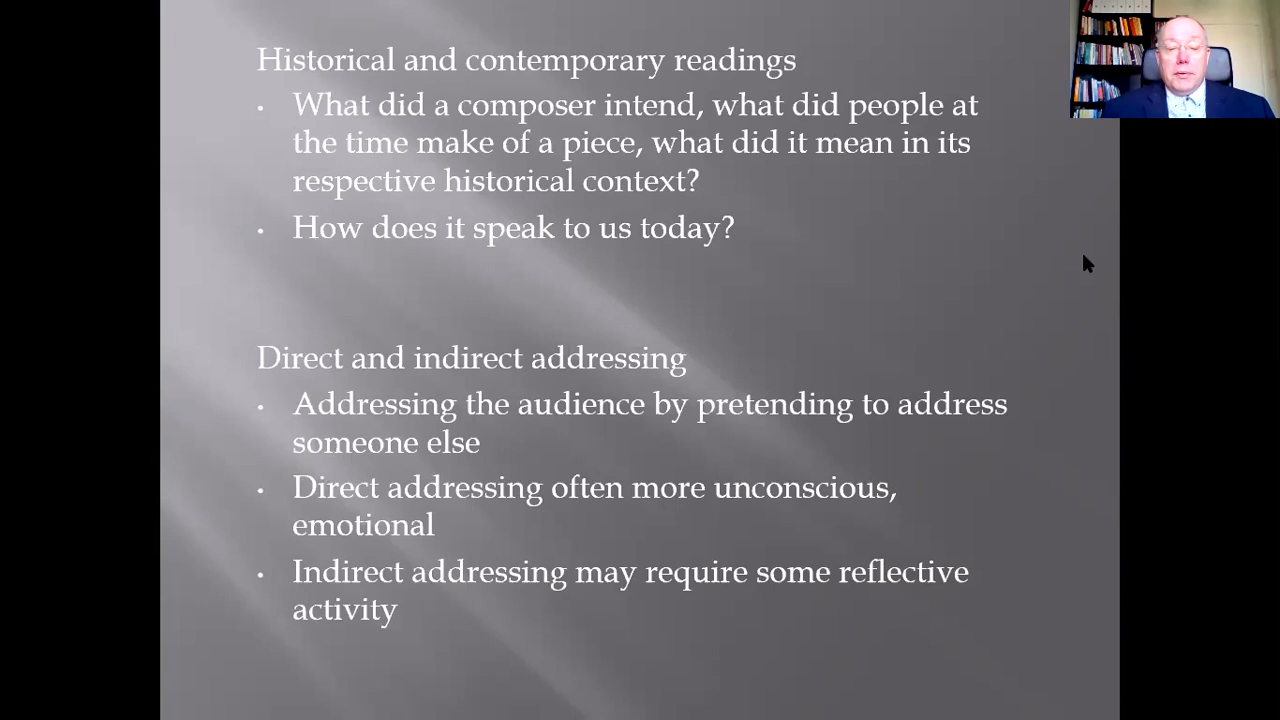 Historical and contemporary readings
• What did a composer intend, what did people at
the time make of a piece, what did it mean in its
respective historical context?
• How does it speak to us today?
Direct and indirect addressing
• Addressing the audience by pretending to address
someone else
• Direct addressing often more unconscious,
emotional
• Indirect addressing may require some reflective
activity